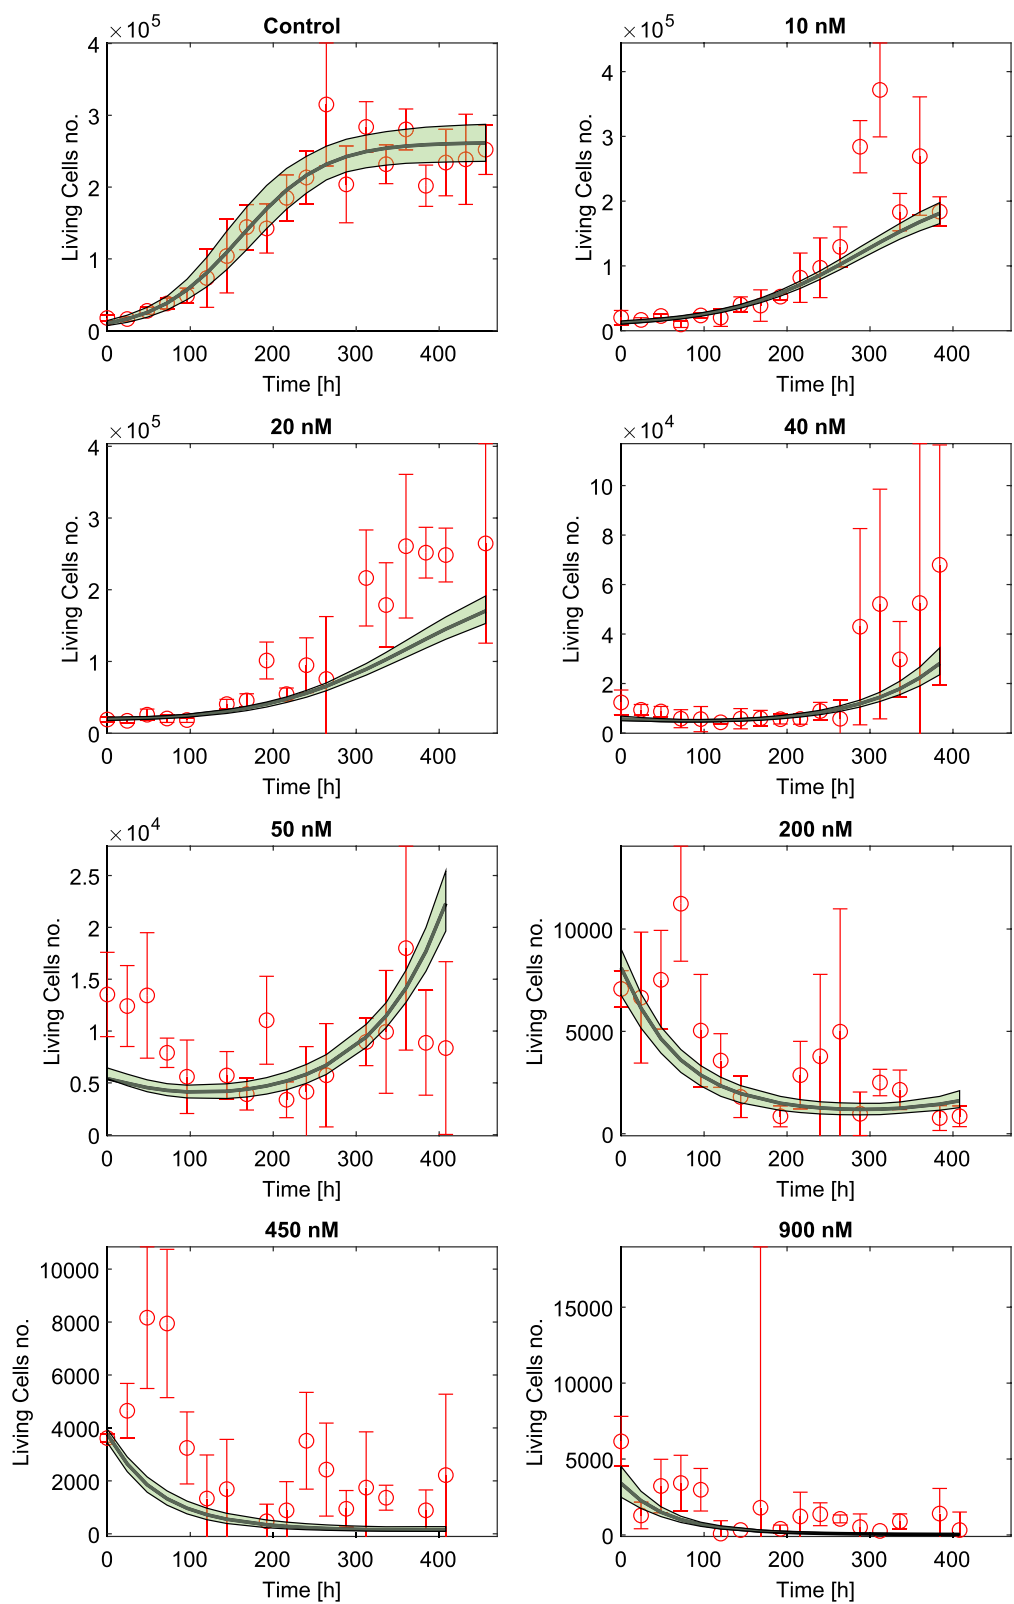 Control
×10^5
4
3
2
1
0
Living Cells no.
0 100 200 300 400
Time [h]
10 nM
×10^5
4
3
2
1
0
Living Cells no.
0 100 200 300 400
Time [h]
20 nM
×10^5
4
3
2
1
0
Living Cells no.
0 100 200 300 400
Time [h]
40 nM
×10^4
10
8
6
4
2
0
Living Cells no.
0 100 200 300 400
Time [h]
50 nM
×10^4
2.5
2
1.5
1
0.5
0
Living Cells no.
0 100 200 300 400
Time [h]
200 nM
10000
5000
0
Living Cells no.
0 100 200 300 400
Time [h]
450 nM
10000
8000
6000
4000
2000
0
Living Cells no.
0 100 200 300 400
Time [h]
900 nM
15000
10000
5000
0
Living Cells no.
0 100 200 300 400
Time [h]